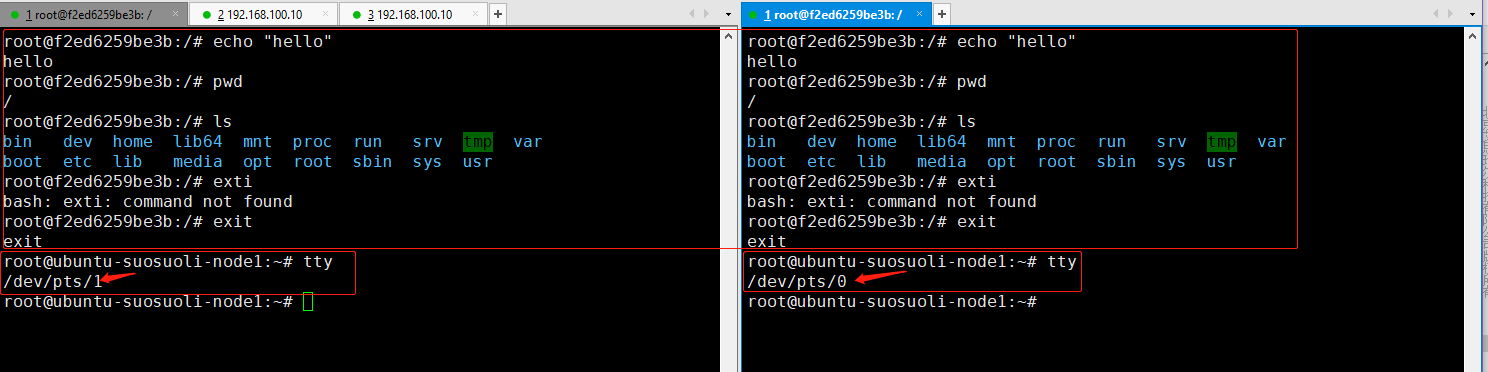 1 root@f2ed6259be3b: /
2 192.168.100.10
3 192.168.100.10
root@f2ed6259be3b:/# echo "hello"
hello
root@f2ed6259be3b:/# pwd
/
root@f2ed6259be3b:/# ls
bin dev home lib64 mnt proc run srv tmp var
boot etc lib media opt root sbin sys usr
root@f2ed6259be3b:/# exti
bash: exti: command not found
root@f2ed6259be3b:/# exit
exit
root@ubuntu-suosuoli-node1:~# tty
/dev/pts/1
root@ubuntu-suosuoli-node1:~#
1 root@f2ed6259be3b: /
root@f2ed6259be3b:/# echo "hello"
hello
root@f2ed6259be3b:/# pwd
/
root@f2ed6259be3b:/# ls
bin dev home lib64 mnt proc run srv tmp var
boot etc lib media opt root sbin sys usr
root@f2ed6259be3b:/# exti
bash: exti: command not found
root@f2ed6259be3b:/# exit
exit
root@ubuntu-suosuoli-node1:~# tty
/dev/pts/0
root@ubuntu-suosuoli-node1:~#